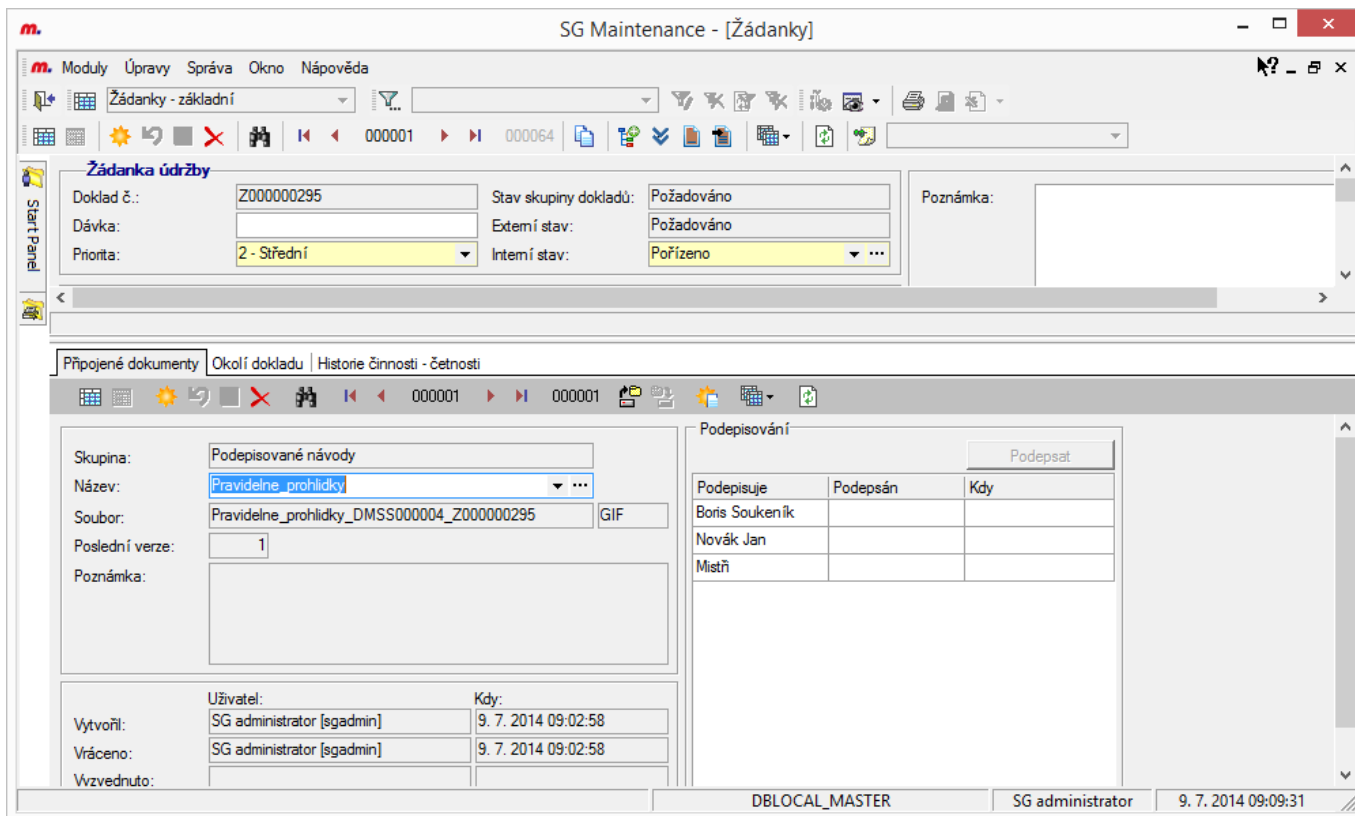 m. SG Maintenance - [Žádanky]
m. Moduly Úpravy Správa Okno Nápověda
Žádanky - základní
000001 000064
Start Panel
Žádanka údržby
Doklad č.: Z000000295 Stav skupiny dokladů: Požadováno Poznámka:
Dávka: Externí stav: Požadováno
Priorita: 2 - Střední Interní stav: Pořízeno
Připojené dokumenty Okolí dokladu Historie činnosti - četnosti
000001 000001
Podepisování
Skupina: Podepisované návody Podepsat
Název: Pravidelne_prohlidky Podepisuje Podepsán Kdy
Soubor: Pravidelne_prohlidky_DMSS000004_Z000000295 GIF Boris Soukeník
Poslední verze: 1 Novák Jan
Poznámka: Mistři
Uživatel: Kdy:
Vytvořil: SG administrator [sgadmin] 9. 7. 2014 09:02:58
Vráceno: SG administrator [sgadmin] 9. 7. 2014 09:02:58
Vyzvednuto:
DBLOCAL_MASTER SG administrator 9. 7. 2014 09:09:31